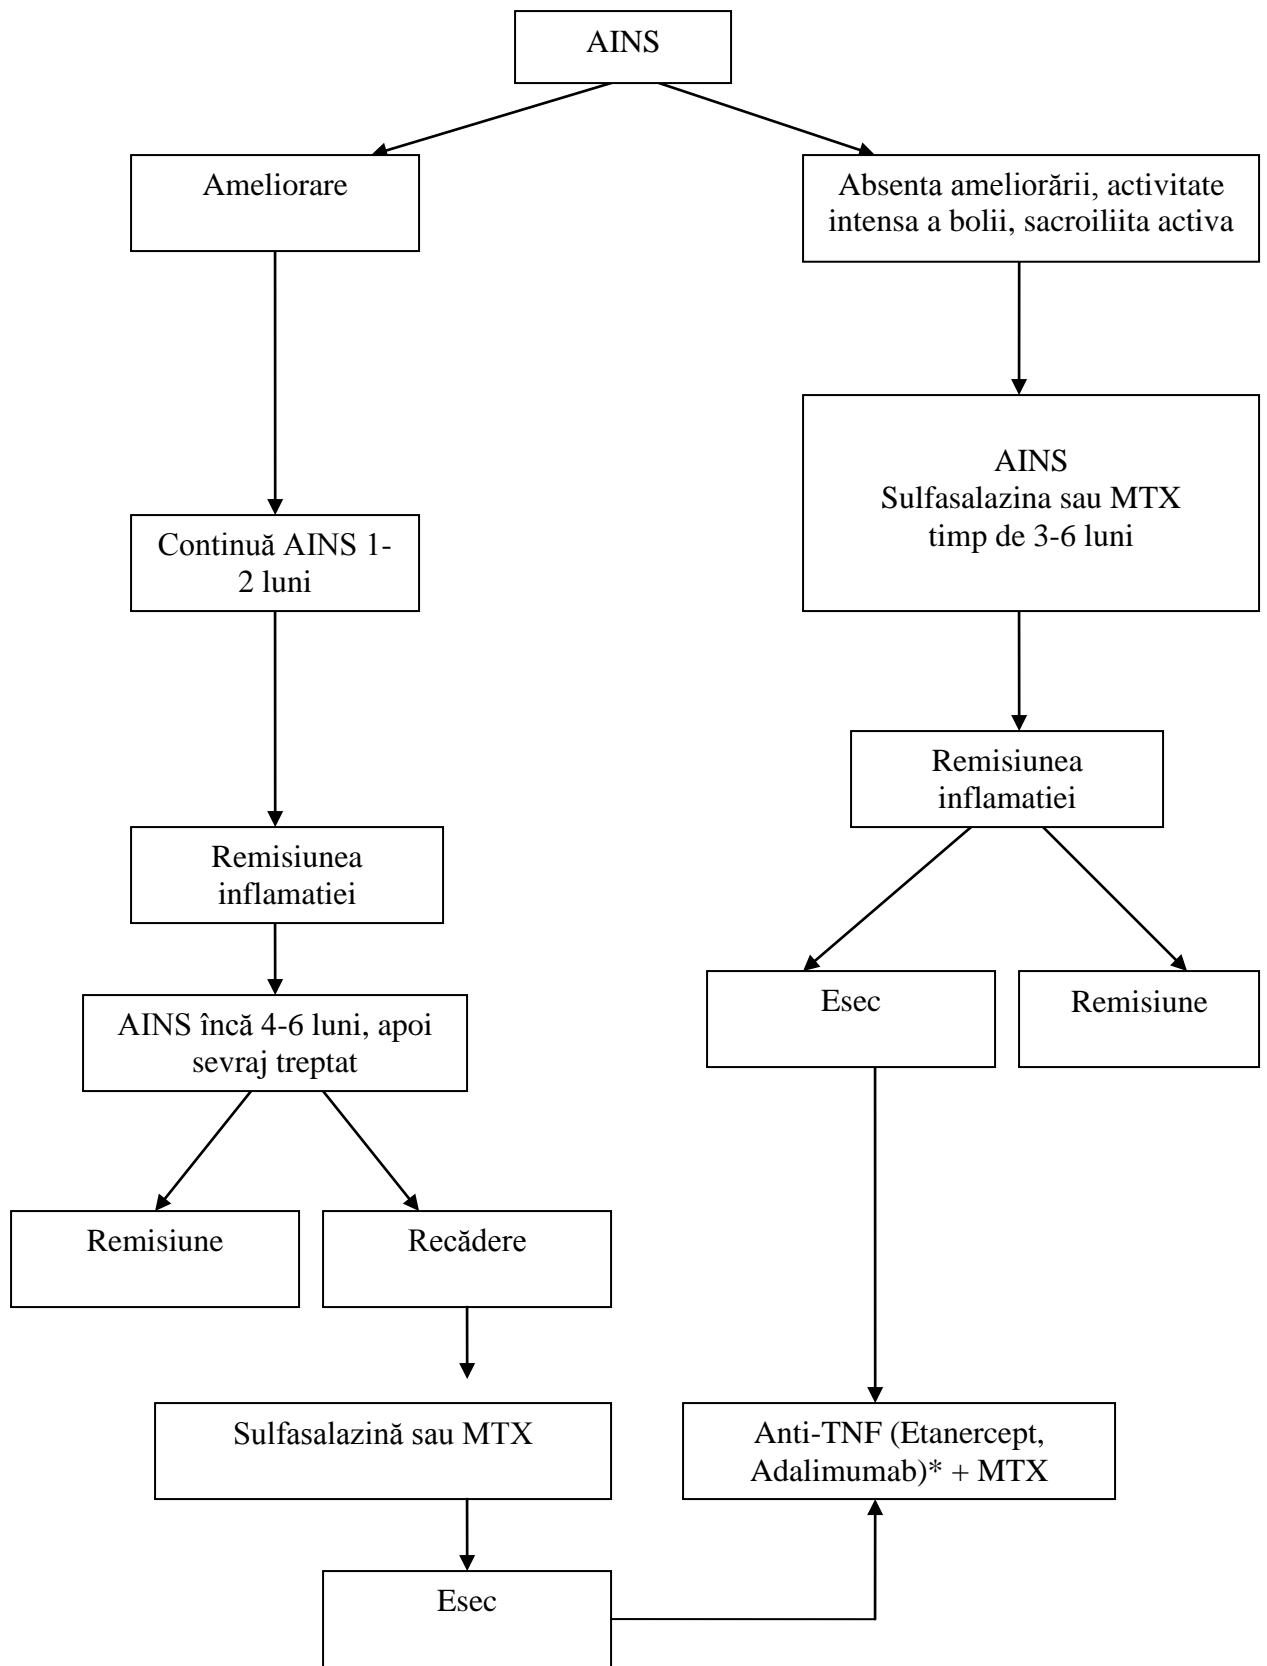 AINS
Ameliorare
Absenta ameliorării, activitate
intensa a bolii, sacroiliita activa
AINS
Sulfasalazina sau MTX
timp de 3-6 luni
Continuă AINS 1-
2 luni
Remisiunea
inflamatiei
Remisiunea
inflamatiei
Esec
Remisiune
AINS încă 4-6 luni, apoi
sevraj treptat
Remisiune
Recădere
Sulfasalazină sau MTX
Anti-TNF (Etanercept,
Adalimumab)* + MTX
Esec